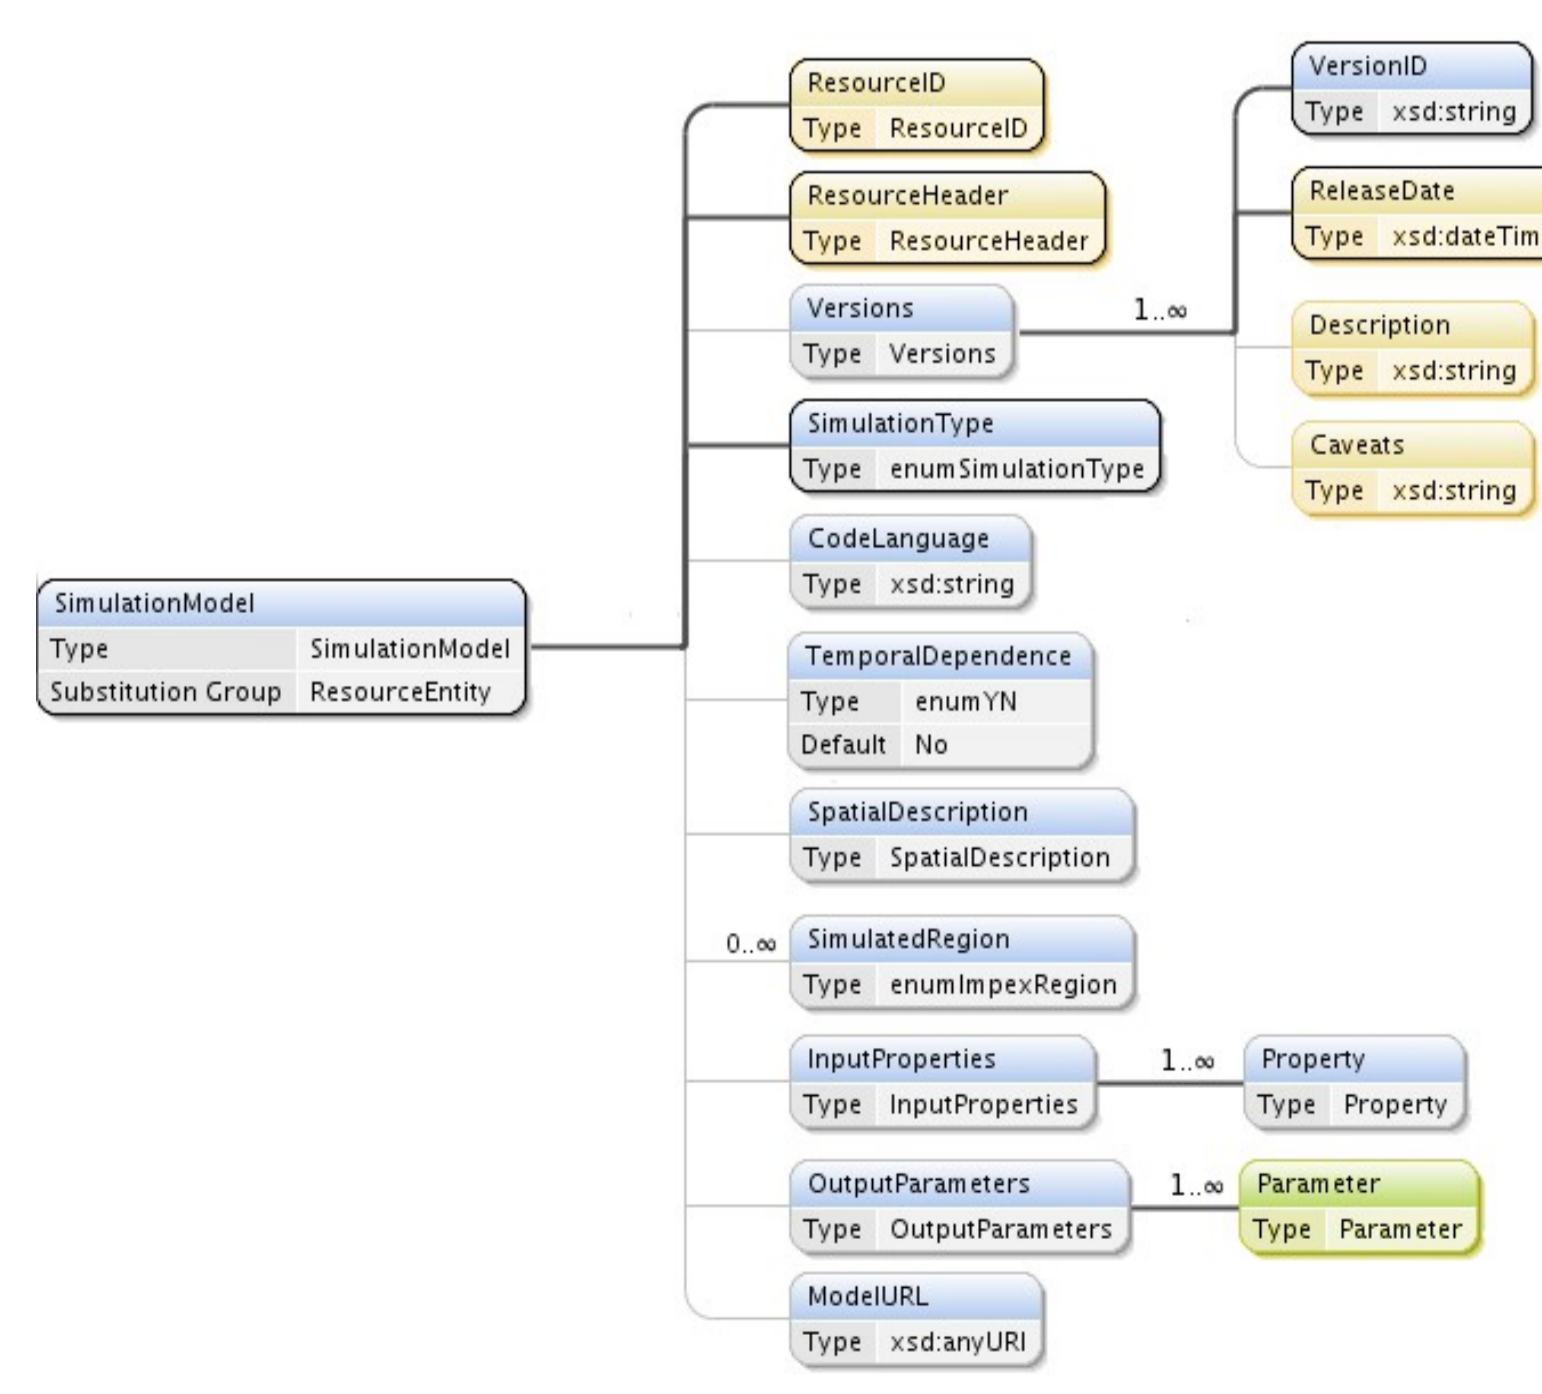 ResourceID
Type ResourceID
ResourceHeader
Type ResourceHeader
Versions
Type Versions
1..∞
VersionID
Type xsd:string
ReleaseDate
Type xsd:dateTim
Description
Type xsd:string
Caveats
Type xsd:string
SimulationType
Type enumSimulationType
CodeLanguage
Type xsd:string
SimulationModel
Type SimulationModel
Substitution Group ResourceEntity
TemporalDependence
Type enumYN
Default No
SpatialDescription
Type SpatialDescription
0..∞
SimulatedRegion
Type enumImpexRegion
InputProperties
Type InputProperties
1..∞
Property
Type Property
OutputParameters
Type OutputParameters
1..∞
Parameter
Type Parameter
ModelURL
Type xsd:anyURI